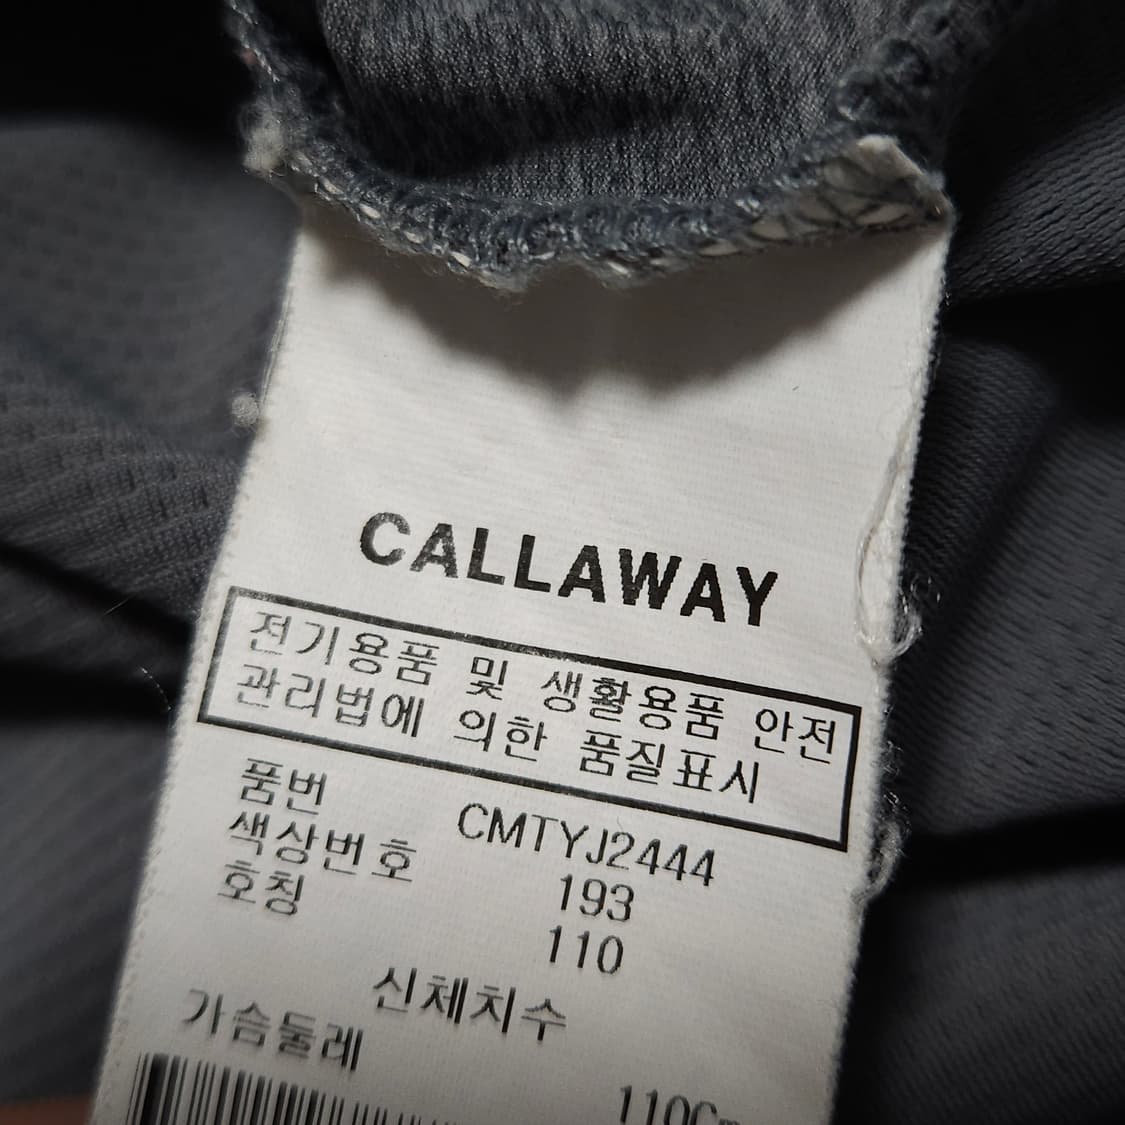 CALLAWAY
전기용품 및 생활용품 안전
관리법에 의한 품질표시
품번 CMTYJ2444
색상번호 193
호칭 110
신체치수
가슴둘레 110Cm